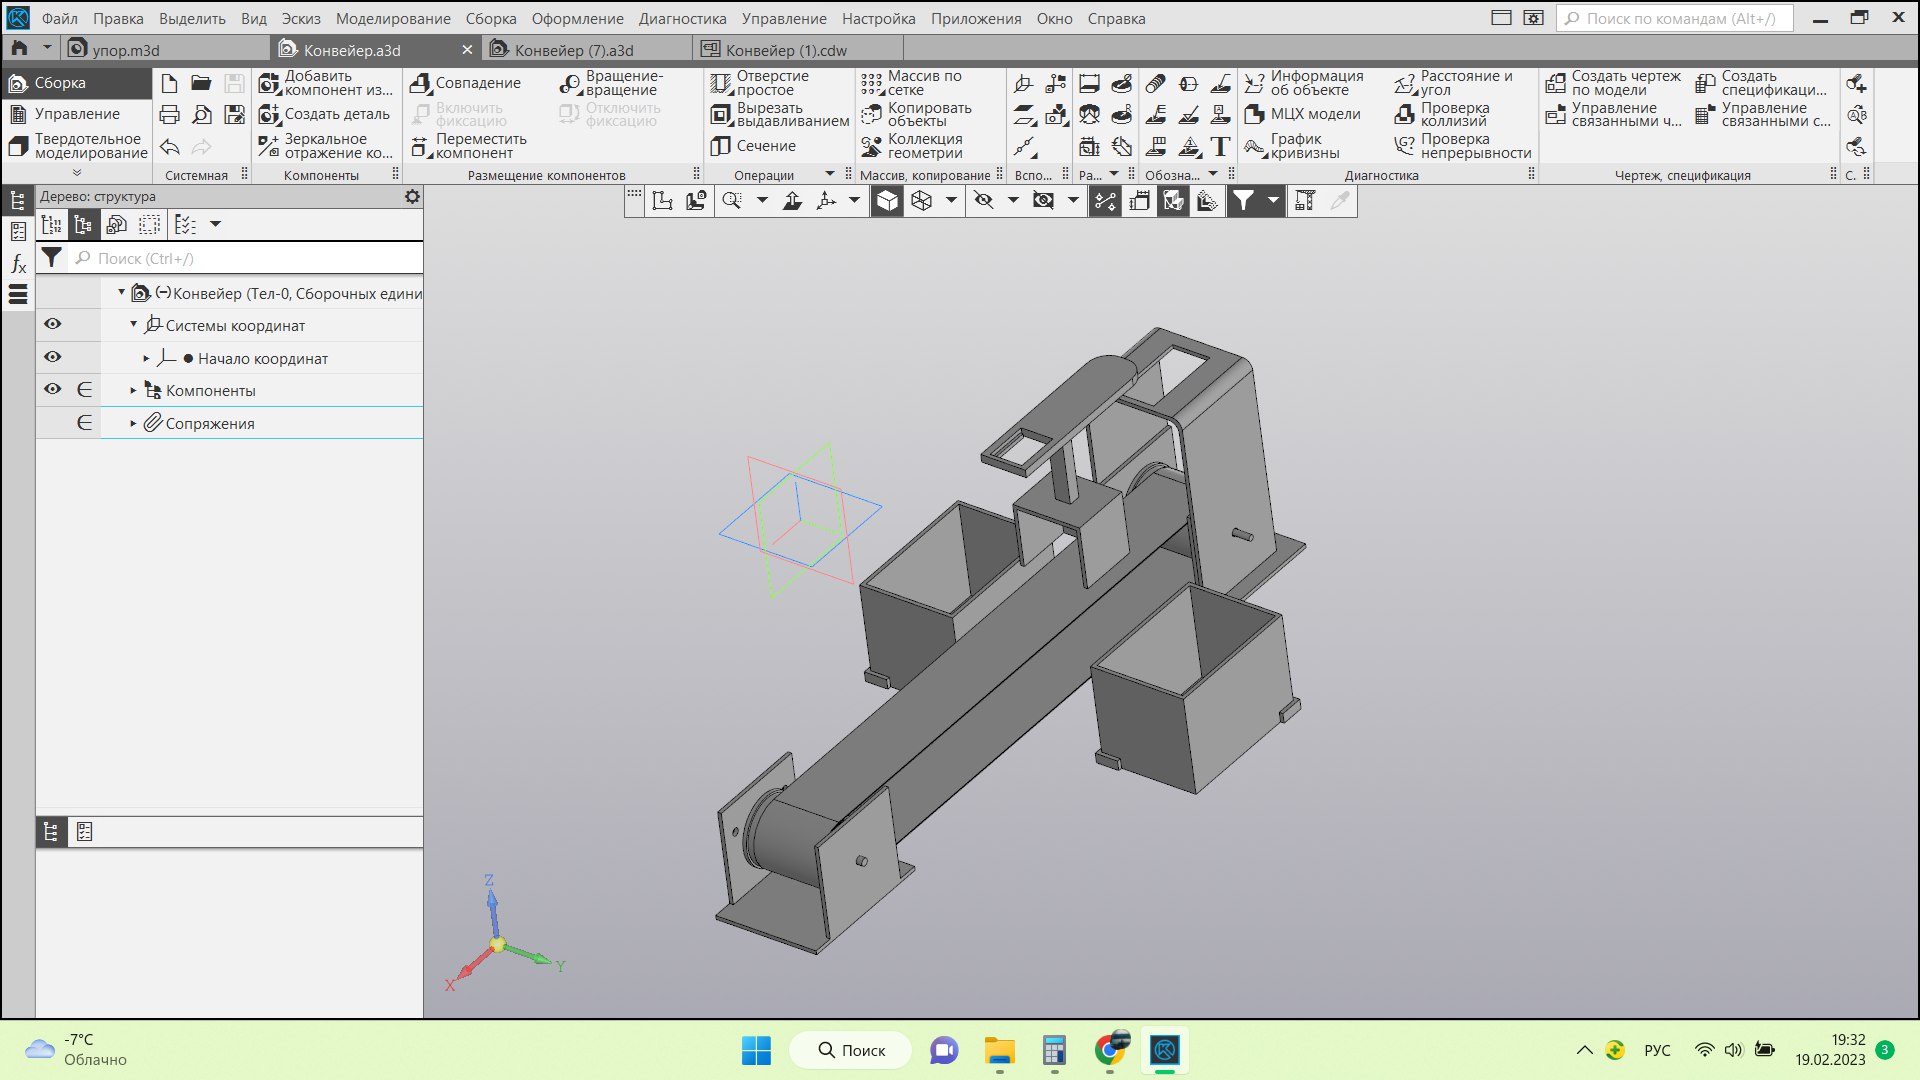 Файл Правка Выделить Вид Эскиз Моделирование Сборка Оформление Диагностика Управление Настройка Приложения Окно Справка
Поиск по командам (Alt+/)
упор.m3d
Конвейер.a3d
Конвейер (7).a3d
Конвейер (1).cdw
Сборка
Управление
Твердотельное
моделирование
Системная
Добавить
компонент из...
Создать деталь
Зеркальное
отражение ко...
Компоненты
Совпадение
Включить
фиксацию
Переместить
компонент
Вращение-
вращение
Отключить
фиксацию
Размещение компонентов
Отверстие
простое
Вырезать
выдавливанием
Сечение
Операции
Массив по
сетке
Копировать
объекты
Коллекция
геометрии
Массив, копирование
Вспо...
Ра...
Обозна...
Информация
об объекте
МЦХ модели
График
кривизны
Расстояние и
угол
Проверка
коллизий
Проверка
непрерывности
Диагностика
Создать чертеж
по модели
Управление
связанными ч...
Создать
спецификаци...
Управление
связанными с...
Чертеж, спецификация
С.
Дерево: структура
Поиск (Ctrl+/)
(-)Конвейер (Тел-0, Сборочных едини
Системы координат
Начало координат
Компоненты
Сопряжения
Z
Y
X
-7°C
Облачно
Поиск
РУС
19:32
19.02.2023
3